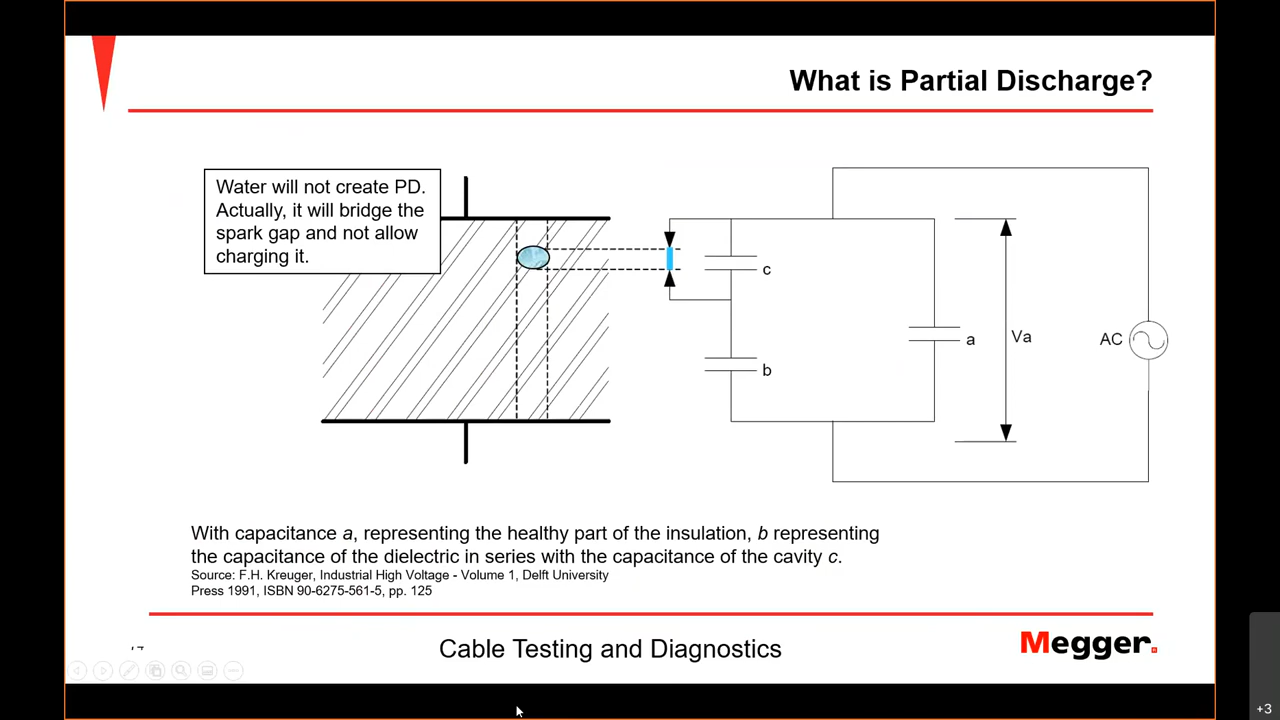 What is Partial Discharge?
Water will not create PD.
Actually, it will bridge the
spark gap and not allow
charging it.
c
b
a
Va
AC
With capacitance a, representing the healthy part of the insulation, b representing
the capacitance of the dielectric in series with the capacitance of the cavity c.
Source: F.H. Kreuger, Industrial High Voltage - Volume 1, Delft University
Press 1991, ISBN 90-6275-561-5, pp. 125
Cable Testing and Diagnostics
Megger.
+3